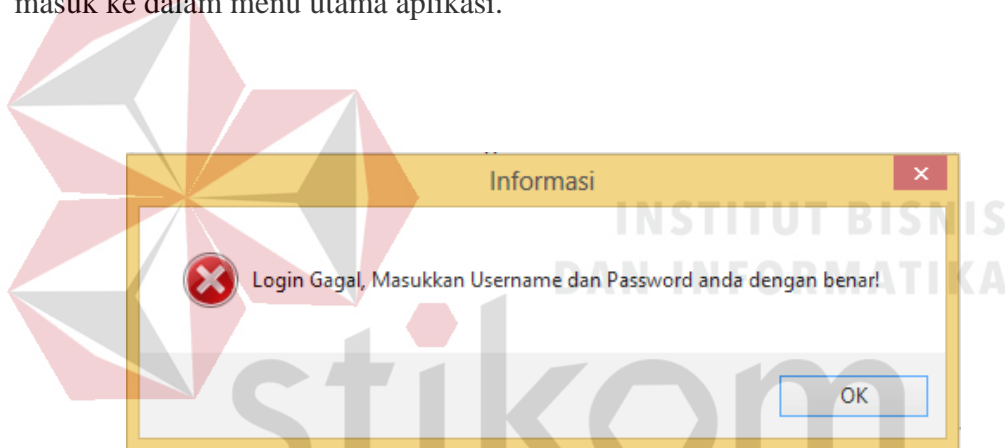 masuk ke dalam menu utama aplikasi.
Informasi
INSTITUT BISNIS
Login Gagal, Masukkan Username dan Password anda dengan benar!
DAN INFORMATIKA
OK
stikom